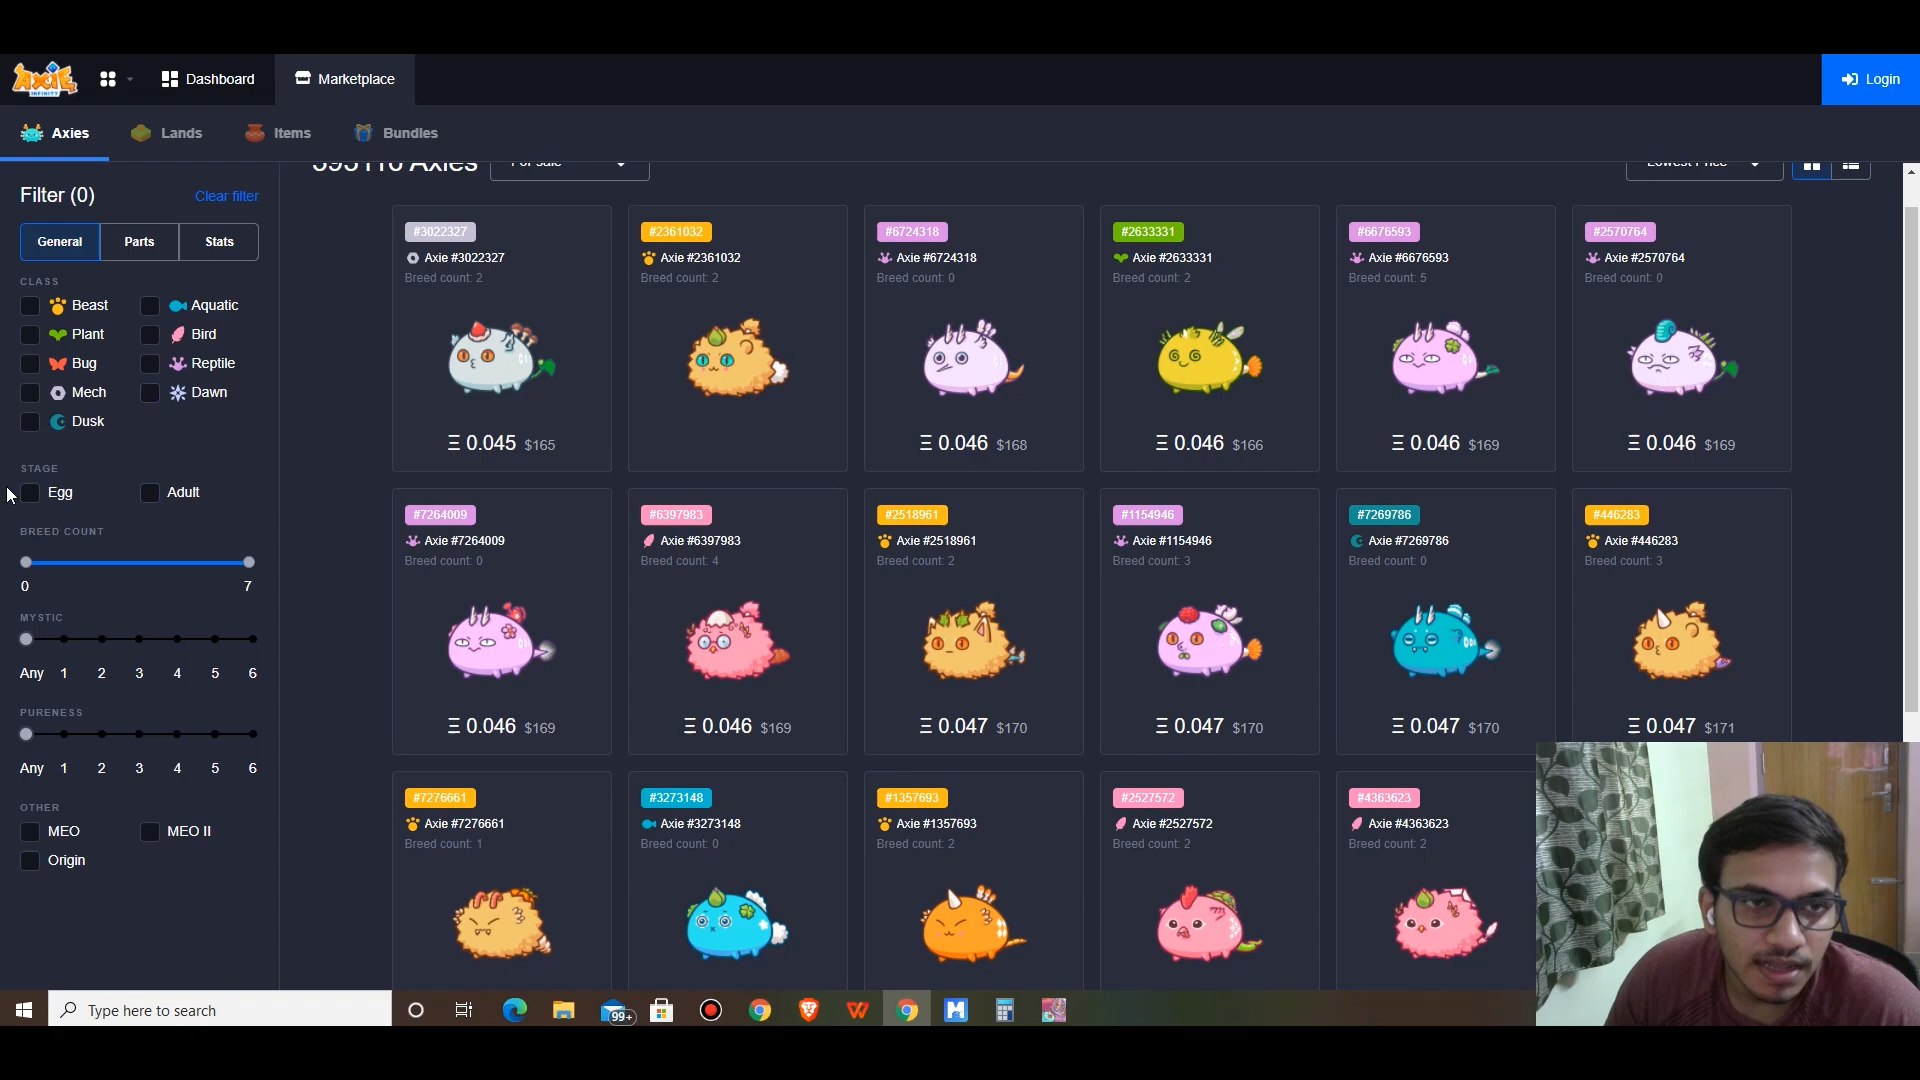 AXIE
INFINITY
Dashboard
Marketplace
Login
Axies
Lands
Items
Bundles
Axies
For sale
Lowest Price
Filter (0)
Clear filter
General
Parts
Stats
CLASS
Beast
Aquatic
Plant
Bird
Bug
Reptile
Mech
Dawn
Dusk
STAGE
Egg
Adult
BREED COUNT
0
7
MYSTIC
Any 1 2 3 4 5 6
PURENESS
Any 1 2 3 4 5 6
OTHER
MEO
MEO II
Origin
#3022327
Axie #3022327
Breed count: 2
Ξ 0.045 $165
#2361032
Axie #2361032
Breed count: 2
#6724318
Axie #6724318
Breed count: 0
Ξ 0.046 $168
#2633331
Axie #2633331
Breed count: 2
Ξ 0.046 $166
#6676593
Axie #6676593
Breed count: 5
Ξ 0.046 $169
#2570764
Axie #2570764
Breed count: 0
Ξ 0.046 $169
#7264009
Axie #7264009
Breed count: 0
Ξ 0.046 $169
#6397983
Axie #6397983
Breed count: 4
Ξ 0.046 $169
#2518961
Axie #2518961
Breed count: 2
Ξ 0.047 $170
#1154946
Axie #1154946
Breed count: 3
Ξ 0.047 $170
#7269786
Axie #7269786
Breed count: 0
Ξ 0.047 $170
#446283
Axie #446283
Breed count: 3
Ξ 0.047 $171
#7276661
Axie #7276661
Breed count: 1
#3273148
Axie #3273148
Breed count: 0
#1357693
Axie #1357693
Breed count: 2
#2527572
Axie #2527572
Breed count: 2
#4363623
Axie #4363623
Breed count: 2
Type here to search
99+